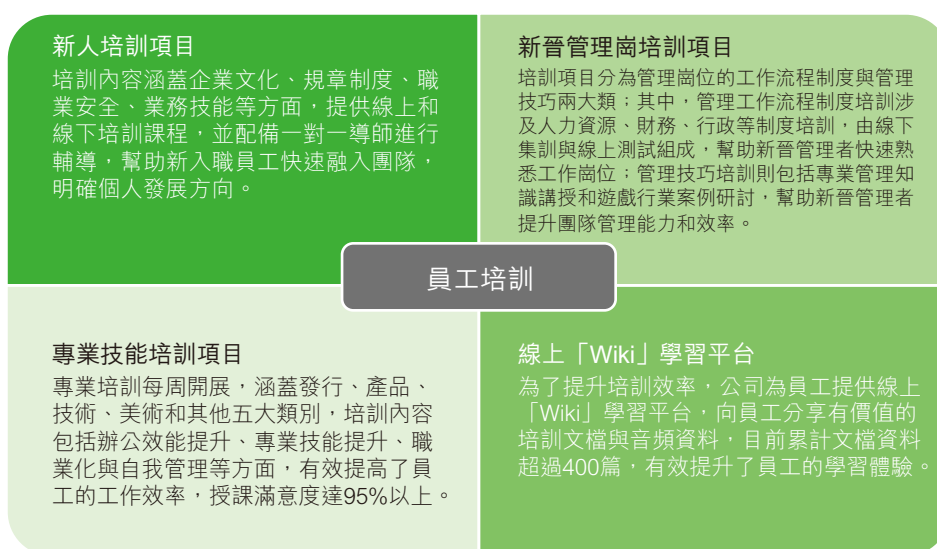 新人培訓項目
培訓內容涵蓋企業文化、規章制度、職
業安全、業務技能等方面，提供線上和
線下培訓課程，並配備一對一導師進行
輔導，幫助新入職員工快速融入團隊，
明確個人發展方向。
新晉管理崗培訓項目
培訓項目分為管理崗位的工作流程制度與管理
技巧兩大類；其中，管理工作流程制度培訓涉
及人力資源、財務、行政等制度培訓，由線下
集訓與線上測試組成，幫助新晉管理者快速熟
悉工作崗位；管理技巧培訓則包括專業管理知
識講授和遊戲行業案例研討，幫助新晉管理者
提升團隊管理能力和效率。
員工培訓
專業技能培訓項目
專業培訓每周開展，涵蓋發行、產品、
技術、美術和其他五大類別，培訓內容
包括辦公效能提升、專業技能提升、職
業化與自我管理等方面，有效提高了員
工的工作效率，授課滿意度達95%以上。
線上「Wiki」學習平台
為了提升培訓效率，公司為員工提供線上
「Wiki」學習平台，向員工分享有價值的
培訓文檔與音頻資料，目前累計文檔資料
超過400篇，有效提升了員工的學習體驗。